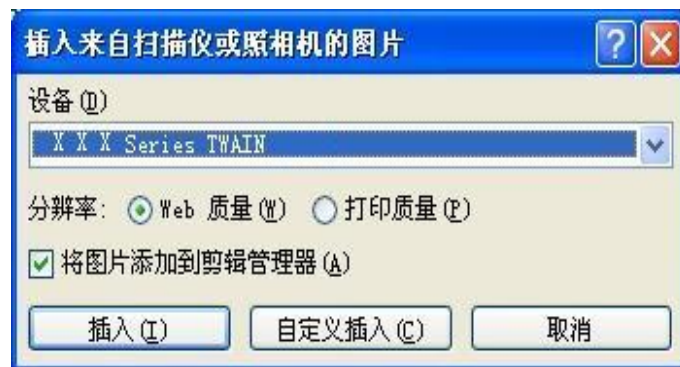 插入来自扫描仪或照相机的图片
设备(D)
X X X Series TWAIN
分辨率: Web 质量(W) 打印质量(P)
将图片添加到剪辑管理器(A)
插入(I) 自定义插入(C) 取消